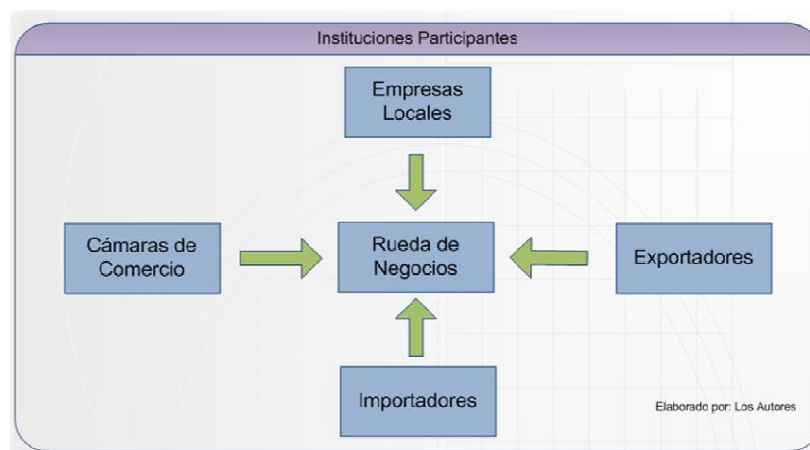 Instituciones Participantes
Empresas
Locales
Cámaras de
Comercio
Rueda de
Negocios
Exportadores
Importadores
Elaborado por: Los Autores